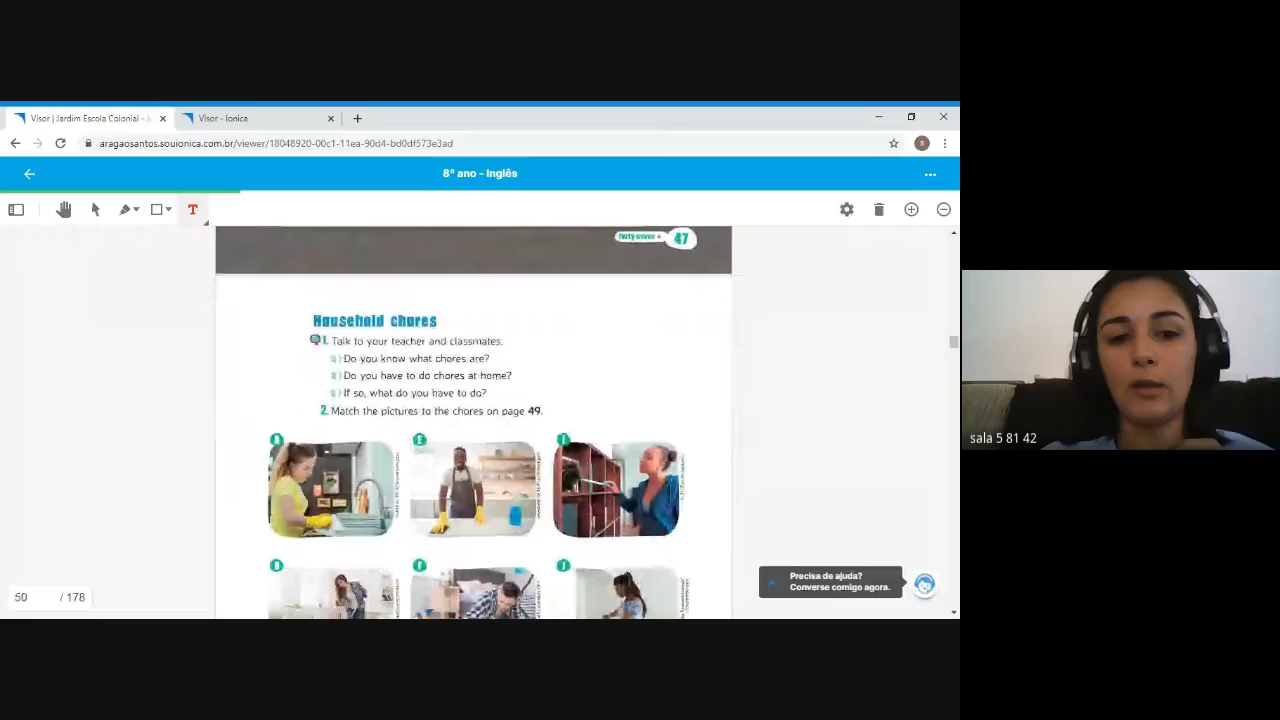 Visor | Jardim Escola Colonial -
Visor - Ionica
aragaosantos.souionica.com.br/viewer/18048920-00c1-11ea-90d4-bd0df573e3ad
S
8º ano - Inglês
T
Forty-seven
47
Household chores
1. Talk to your teacher and classmates.
Do you know what chores are?
Do you have to do chores at home?
If so, what do you have to do?
2. Match the pictures to the chores on page 49.
A
E
I
B
F
J
Precisa de ajuda?
Converse comigo agora.
50 / 178
sala 5 81 42